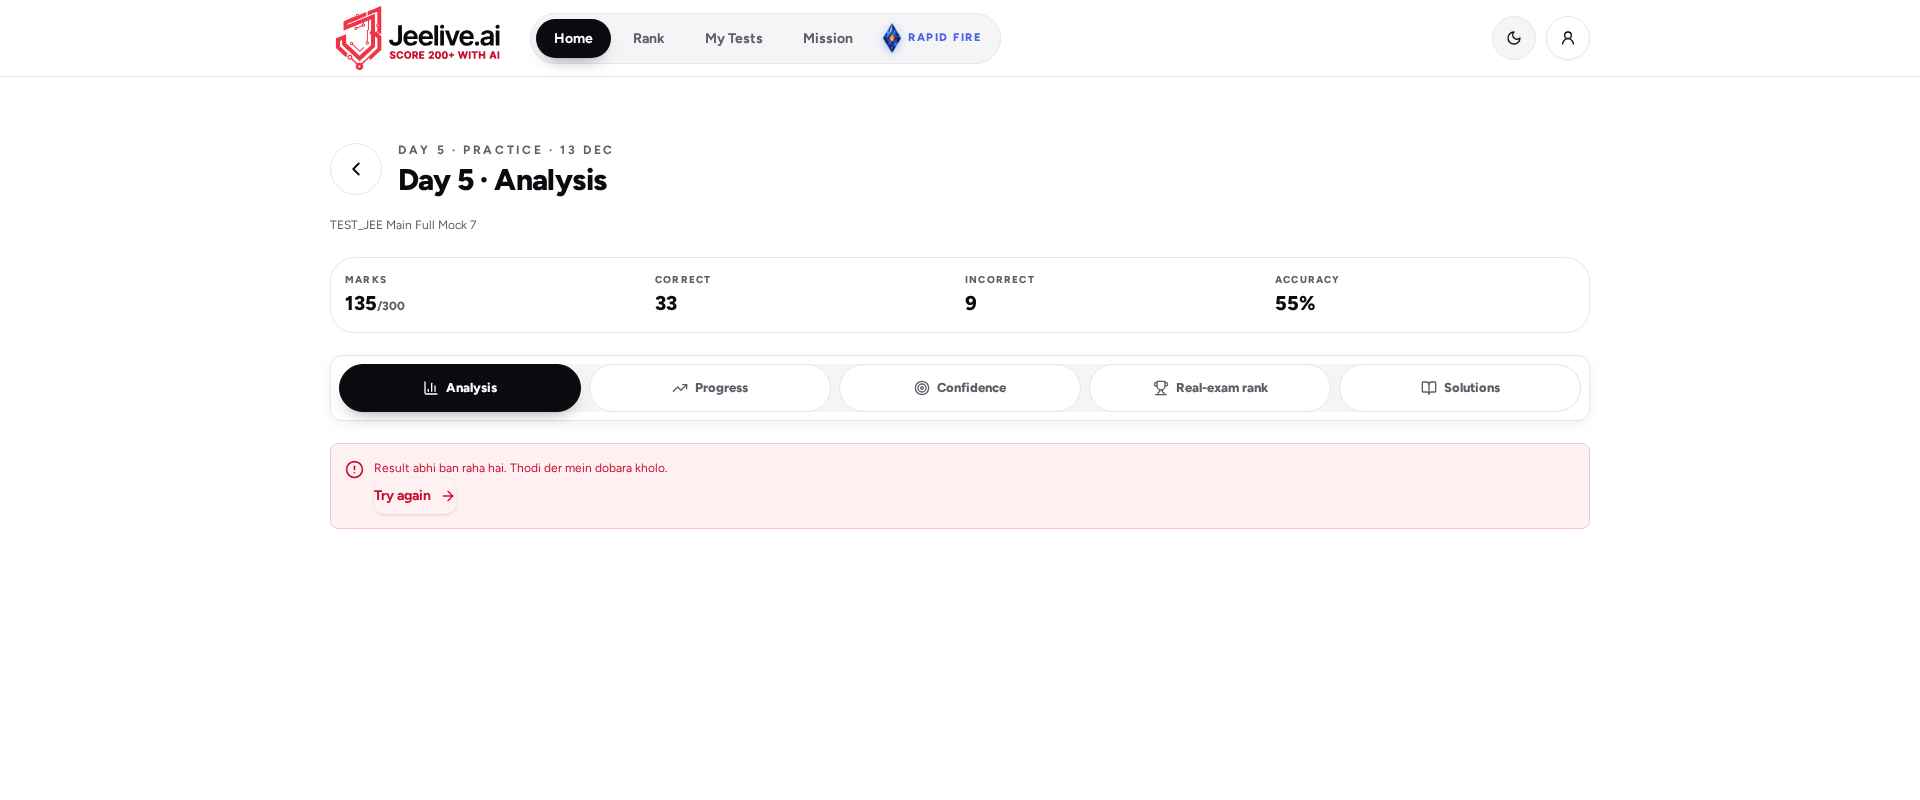 Jeelive.ai
SCORE 200+ WITH AI
Home
Rank
My Tests
Mission
RAPID FIRE
DAY 5 · PRACTICE · 13 DEC
Day 5 · Analysis
TEST_JEE Main Full Mock 7
MARKS
135/300
CORRECT
33
INCORRECT
9
ACCURACY
55%
Analysis
Progress
Confidence
Real-exam rank
Solutions
Result abhi ban raha hai. Thodi der mein dobara kholo.
Try again